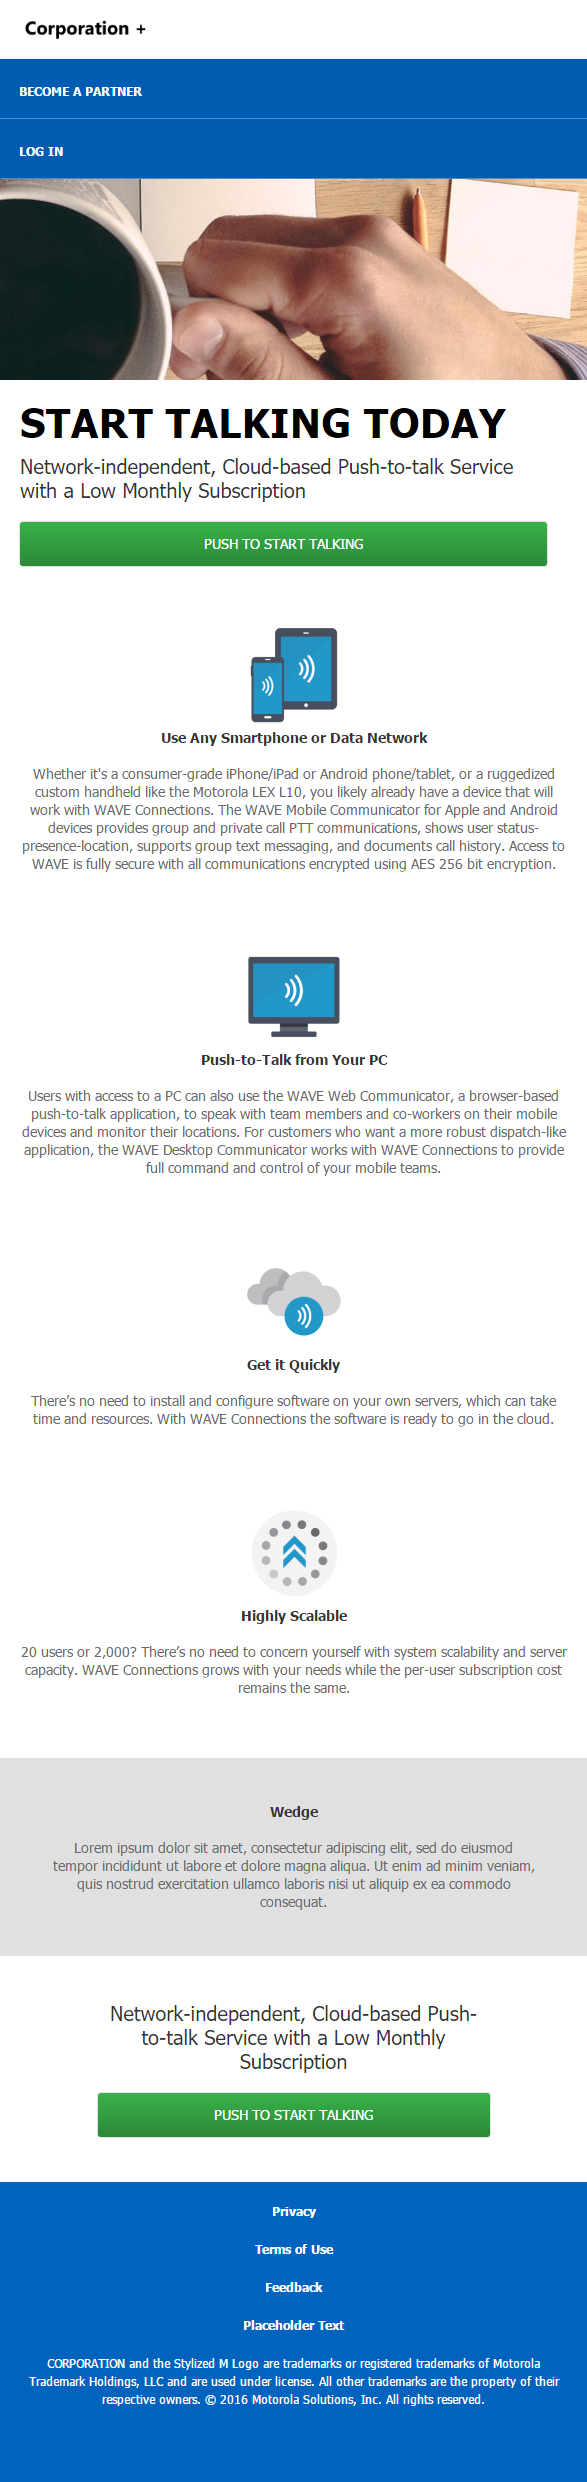 Corporation +
BECOME A PARTNER
LOG IN
START TALKING TODAY
Network-independent, Cloud-based Push-to-talk Service
with a Low Monthly Subscription
PUSH TO START TALKING
Use Any Smartphone or Data Network
Whether it's a consumer-grade iPhone/iPad or Android phone/tablet, or a ruggedized
custom handheld like the Motorola LEX L10, you likely already have a device that will
work with WAVE Connections. The WAVE Mobile Communicator for Apple and Android
devices provides group and private call PTT communications, shows user status-
presence-location, supports group text messaging, and documents call history. Access to
WAVE is fully secure with all communications encrypted using AES 256 bit encryption.
Push-to-Talk from Your PC
Users with access to a PC can also use the WAVE Web Communicator, a browser-based
push-to-talk application, to speak with team members and co-workers on their mobile
devices and monitor their locations. For customers who want a more robust dispatch-like
application, the WAVE Desktop Communicator works with WAVE Connections to provide
full command and control of your mobile teams.
Get it Quickly
There’s no need to install and configure software on your own servers, which can take
time and resources. With WAVE Connections the software is ready to go in the cloud.
Highly Scalable
20 users or 2,000? There’s no need to concern yourself with system scalability and server
capacity. WAVE Connections grows with your needs while the per-user subscription cost
remains the same.
Wedge
Lorem ipsum dolor sit amet, consectetur adipiscing elit, sed do eiusmod
tempor incididunt ut labore et dolore magna aliqua. Ut enim ad minim veniam,
quis nostrud exercitation ullamco laboris nisi ut aliquip ex ea commodo
consequat.
Network-independent, Cloud-based Push-
to-talk Service with a Low Monthly
Subscription
PUSH TO START TALKING
Privacy
Terms of Use
Feedback
Placeholder Text
CORPORATION and the Stylized M Logo are trademarks or registered trademarks of Motorola
Trademark Holdings, LLC and are used under license. All other trademarks are the property of their
respective owners. © 2016 Motorola Solutions, Inc. All rights reserved.